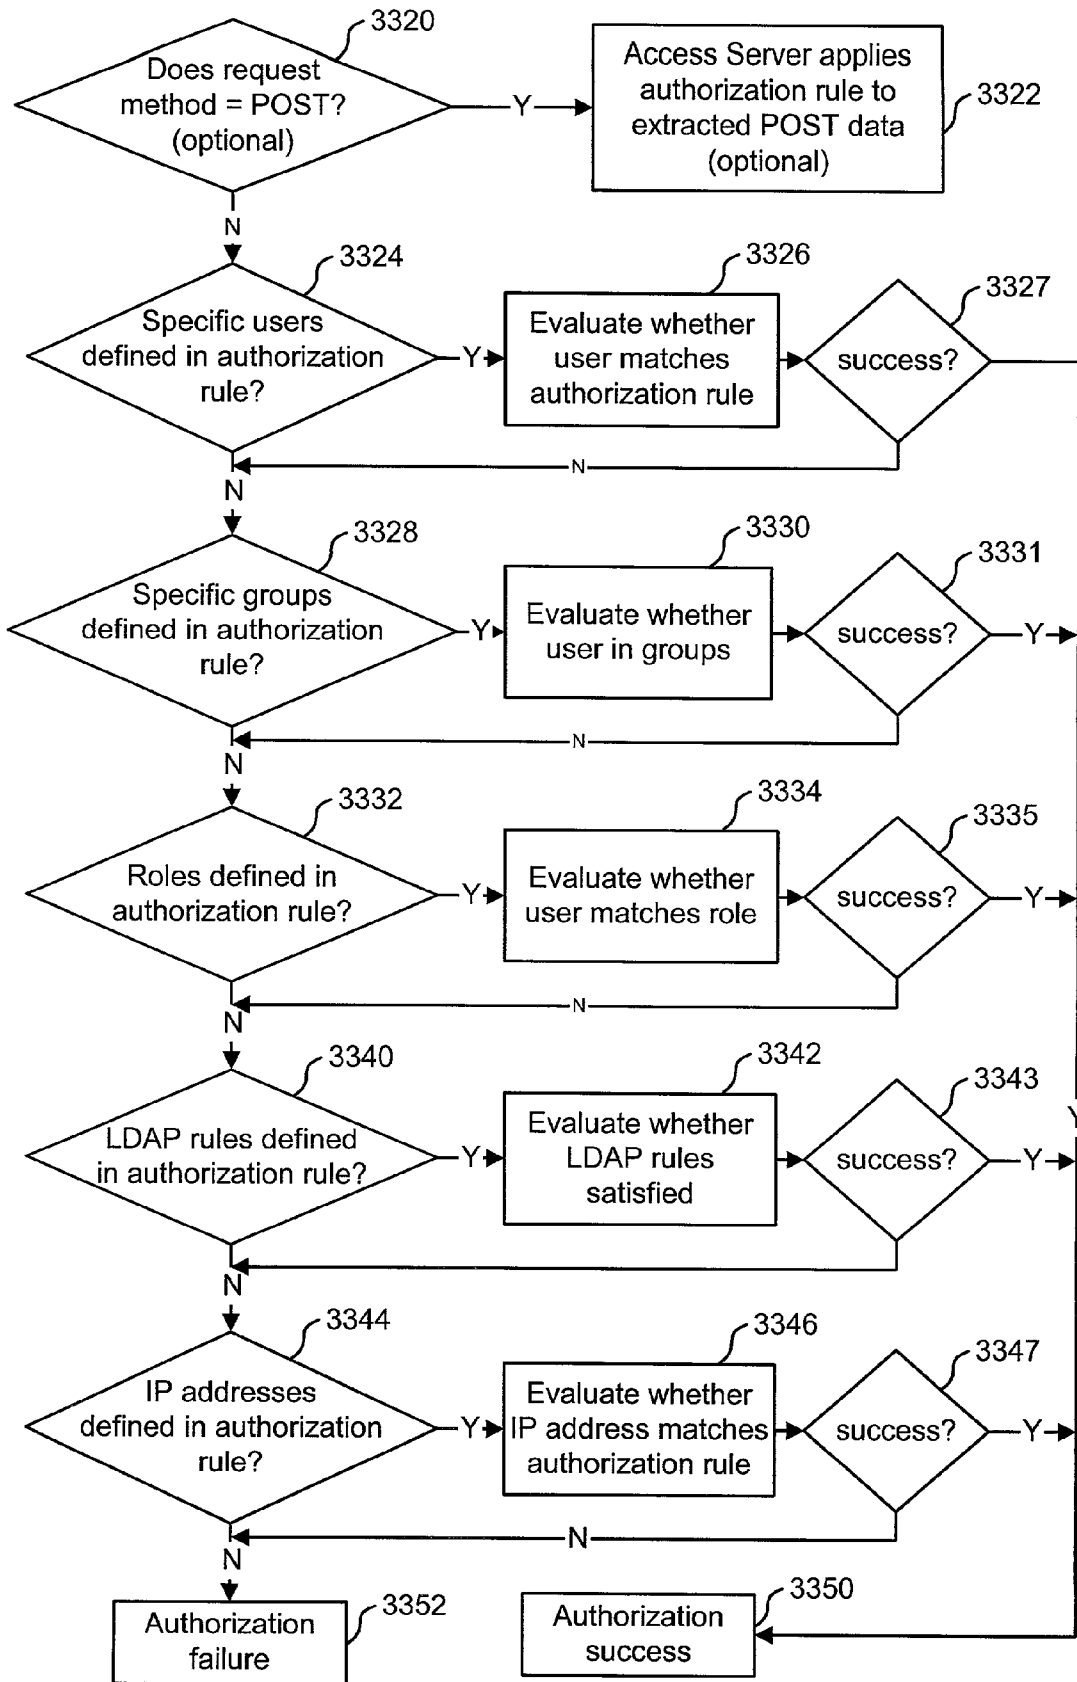 3320
Does request
method = POST?
(optional)
Y
Access Server applies
authorization rule to
extracted POST data
(optional)
3322
N
3324
Specific users
defined in authorization
rule?
Y
3326
Evaluate whether
user matches
authorization rule
3327
success?
N
N
3328
Specific groups
defined in authorization
rule?
Y
3330
Evaluate whether
user in groups
3331
success?
Y
N
N
3332
Roles defined in
authorization rule?
Y
3334
Evaluate whether
user matches role
3335
success?
Y
N
N
3340
LDAP rules defined
in authorization rule?
Y
3342
Evaluate whether
LDAP rules
satisfied
3343
success?
Y
Y
N
3344
IP addresses
defined in authorization
rule?
Y
3346
Evaluate whether
IP address matches
authorization rule
3347
success?
Y
N
N
Authorization
failure
3352
Authorization
success
3350